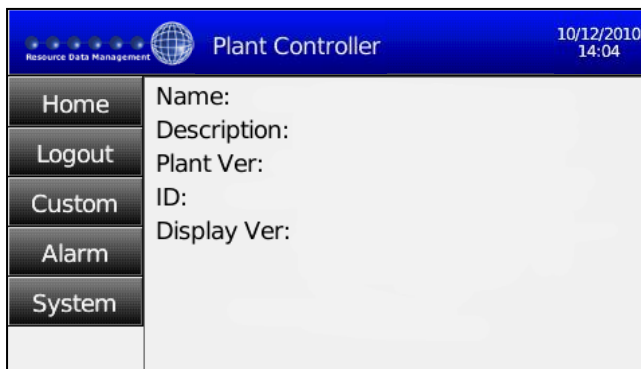 Resource Data Management
Plant Controller
10/12/2010
14:04
Home
Logout
Custom
Alarm
System
Name:
Description:
Plant Ver:
ID:
Display Ver: